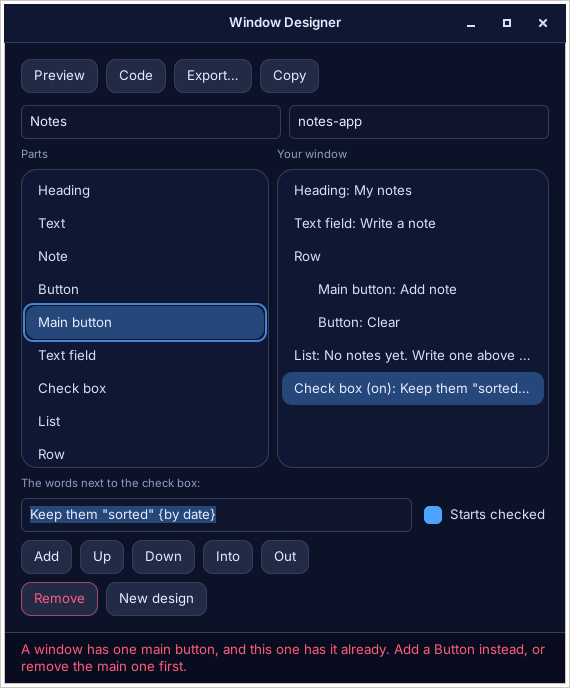 Window Designer
Preview
Code
Export...
Copy
Notes
notes-app
Parts
Your window
Heading
Text
Note
Button
Main button
Text field
Check box
List
Row
Heading: My notes
Text field: Write a note
Row
Main button: Add note
Button: Clear
List: No notes yet. Write one above ...
Check box (on): Keep them "sorted...
The words next to the check box:
Keep them "sorted" {by date}
Starts checked
Add
Up
Down
Into
Out
Remove
New design
A window has one main button, and this one has it already. Add a Button instead, or
remove the main one first.